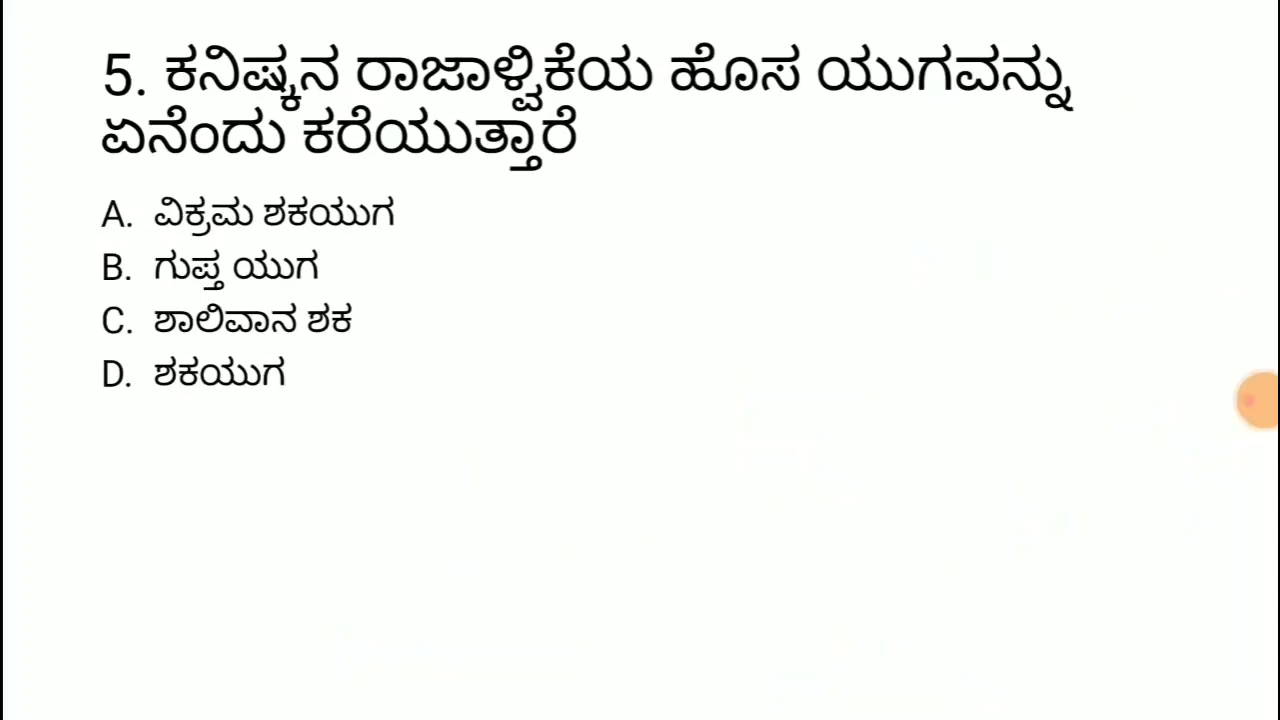 5. ಕನಿಷ್ಕನ ರಾಜಾಳ್ವಿಕೆಯ ಹೊಸ ಯುಗವನ್ನು
ಏನೆಂದು ಕರೆಯುತ್ತಾರೆ
A. ವಿಕ್ರಮ ಶಕಯುಗ
B. ಗುಪ್ತ ಯುಗ
C. ಶಾಲಿವಾನ ಶಕ
D. ಶಕಯುಗ